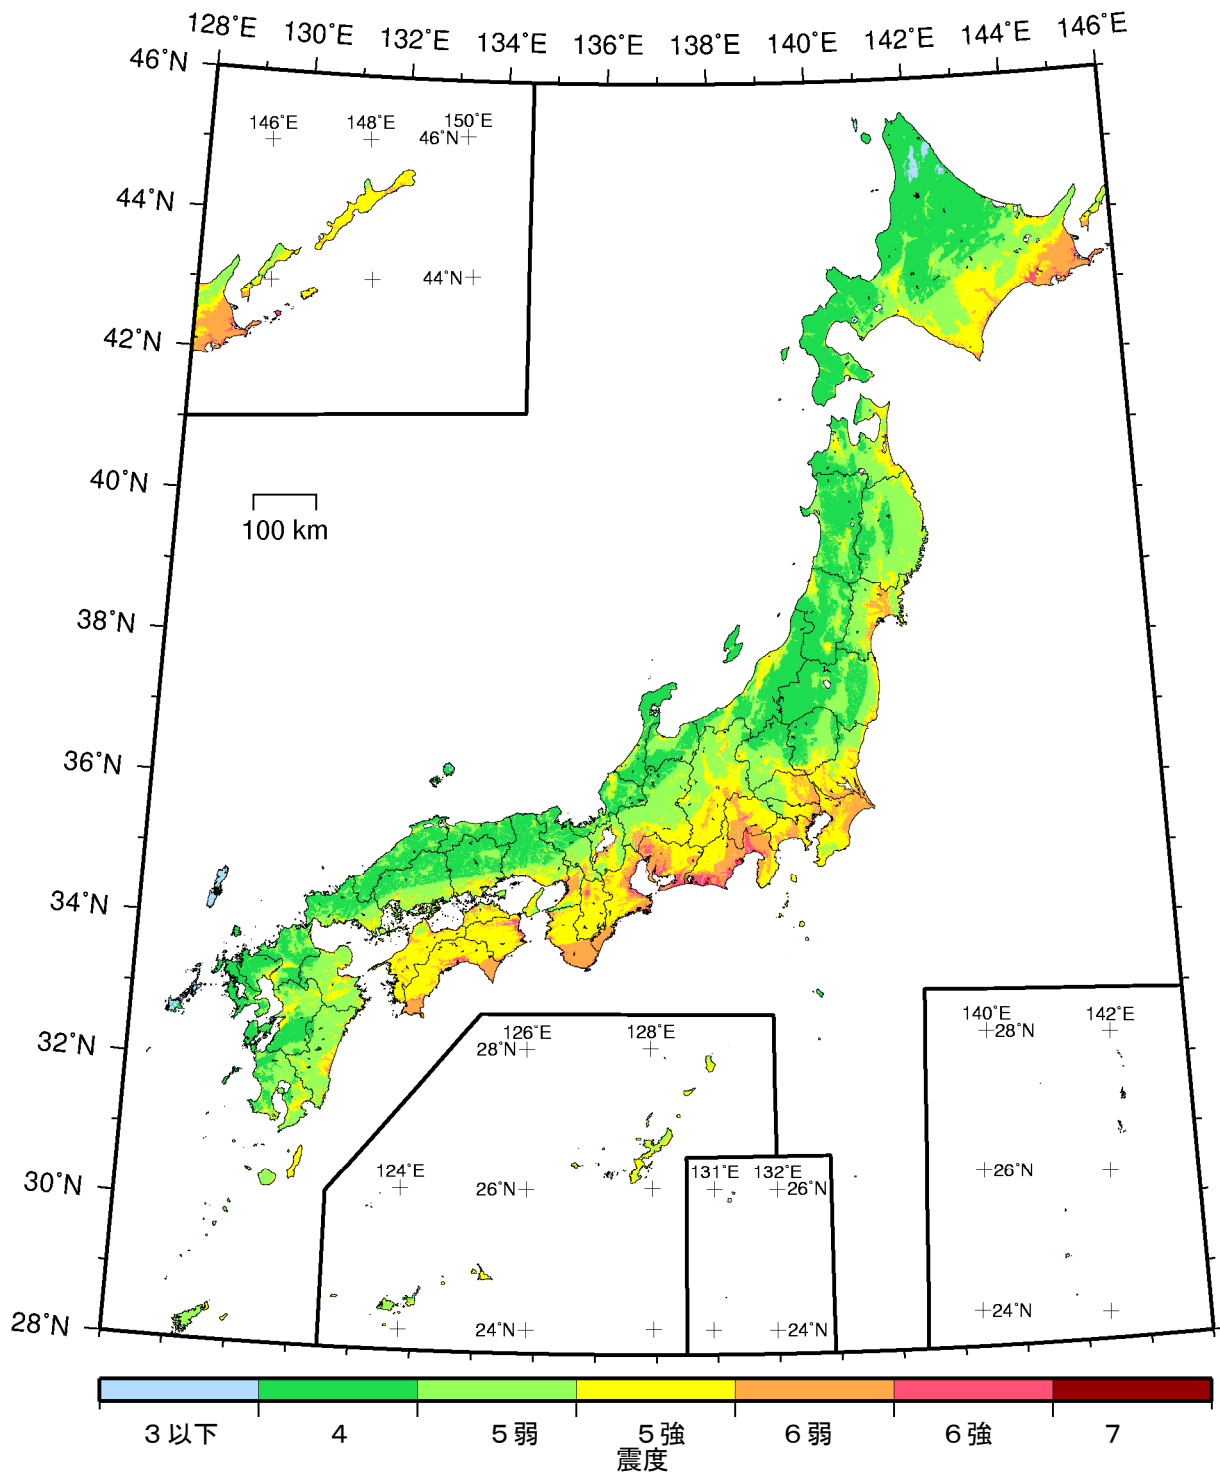 128°E 130°E 132°E 134°E 136°E 138°E 140°E 142°E 144°E 146°E
46°N
146°E 148°E 150°E
46°N
44°N
44°N
42°N
40°N
100 km
38°N
36°N
34°N
32°N
126°E 128°E
28°N
140°E 142°E
28°N
124°E
131°E 132°E
30°N
26°N
26°N
26°N
28°N
24°N
24°N
24°N
3以下 4 5弱 5強 6弱 6強 7
震度